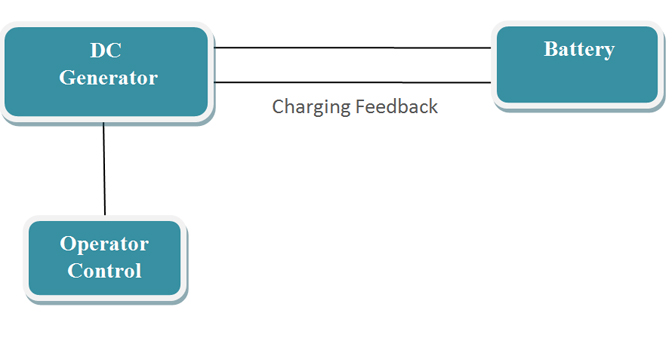 DC
Generator
Battery
Charging Feedback
Operator
Control